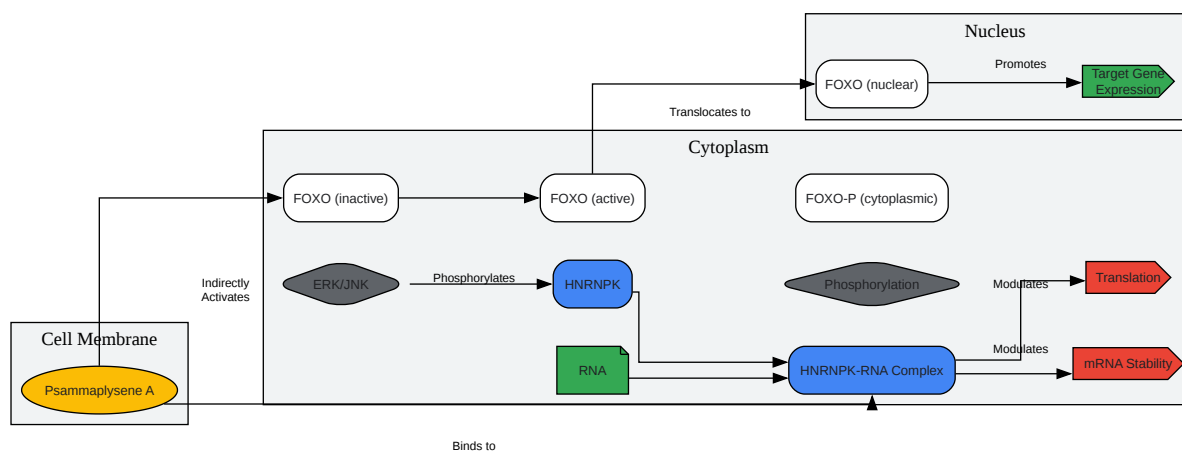 Nucleus
FOXO (nuclear)
Promotes
Target Gene
Expression
Translocates to
Cytoplasm
FOXO (inactive)
FOXO (active)
FOXO-P (cytoplasmic)
Indirectly
Activates
ERK/JNK
Phosphorylates
HNRNPK
Phosphorylation
Modulates
Translation
Cell Membrane
Psammaplysene A
RNA
HNRNPK-RNA Complex
Modulates
mRNA Stability
Binds to